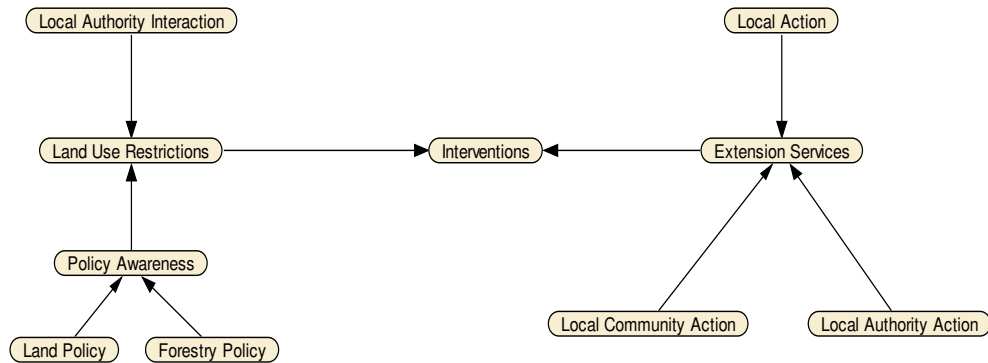 Local Authority Interaction
Local Action
Land Use Restrictions
Interventions
Extension Services
Policy Awareness
Local Community Action
Local Authority Action
Land Policy
Forestry Policy